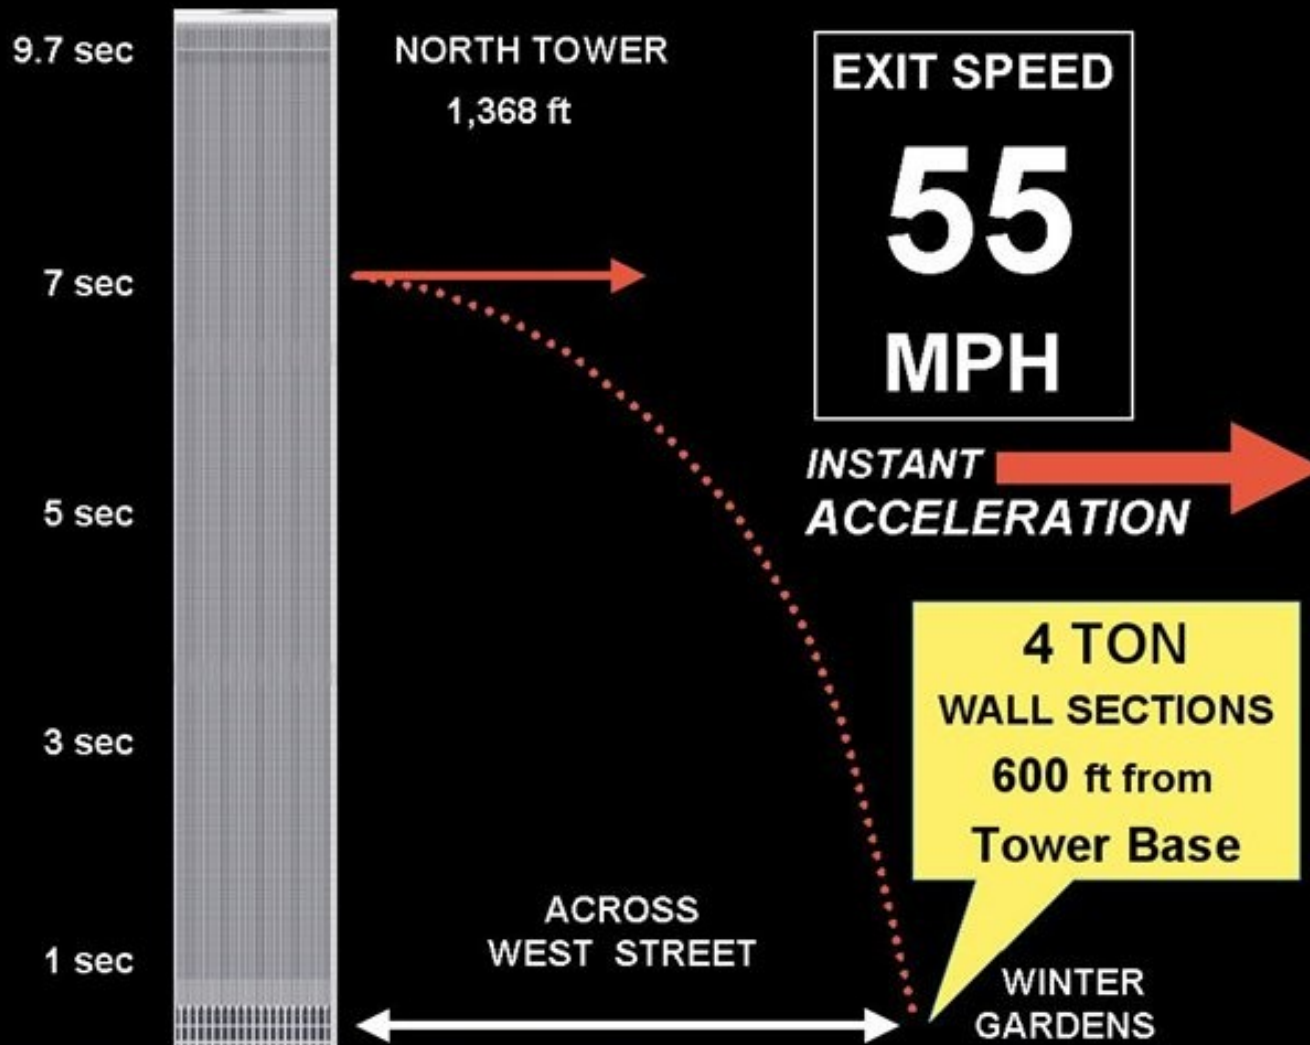 9.7 sec
NORTH TOWER
1,368 ft
EXIT SPEED
55
MPH
7 sec
INSTANT
ACCELERATION
5 sec
4 TON
WALL SECTIONS
600 ft from
Tower Base
3 sec
ACROSS
WEST STREET
1 sec
WINTER
GARDENS